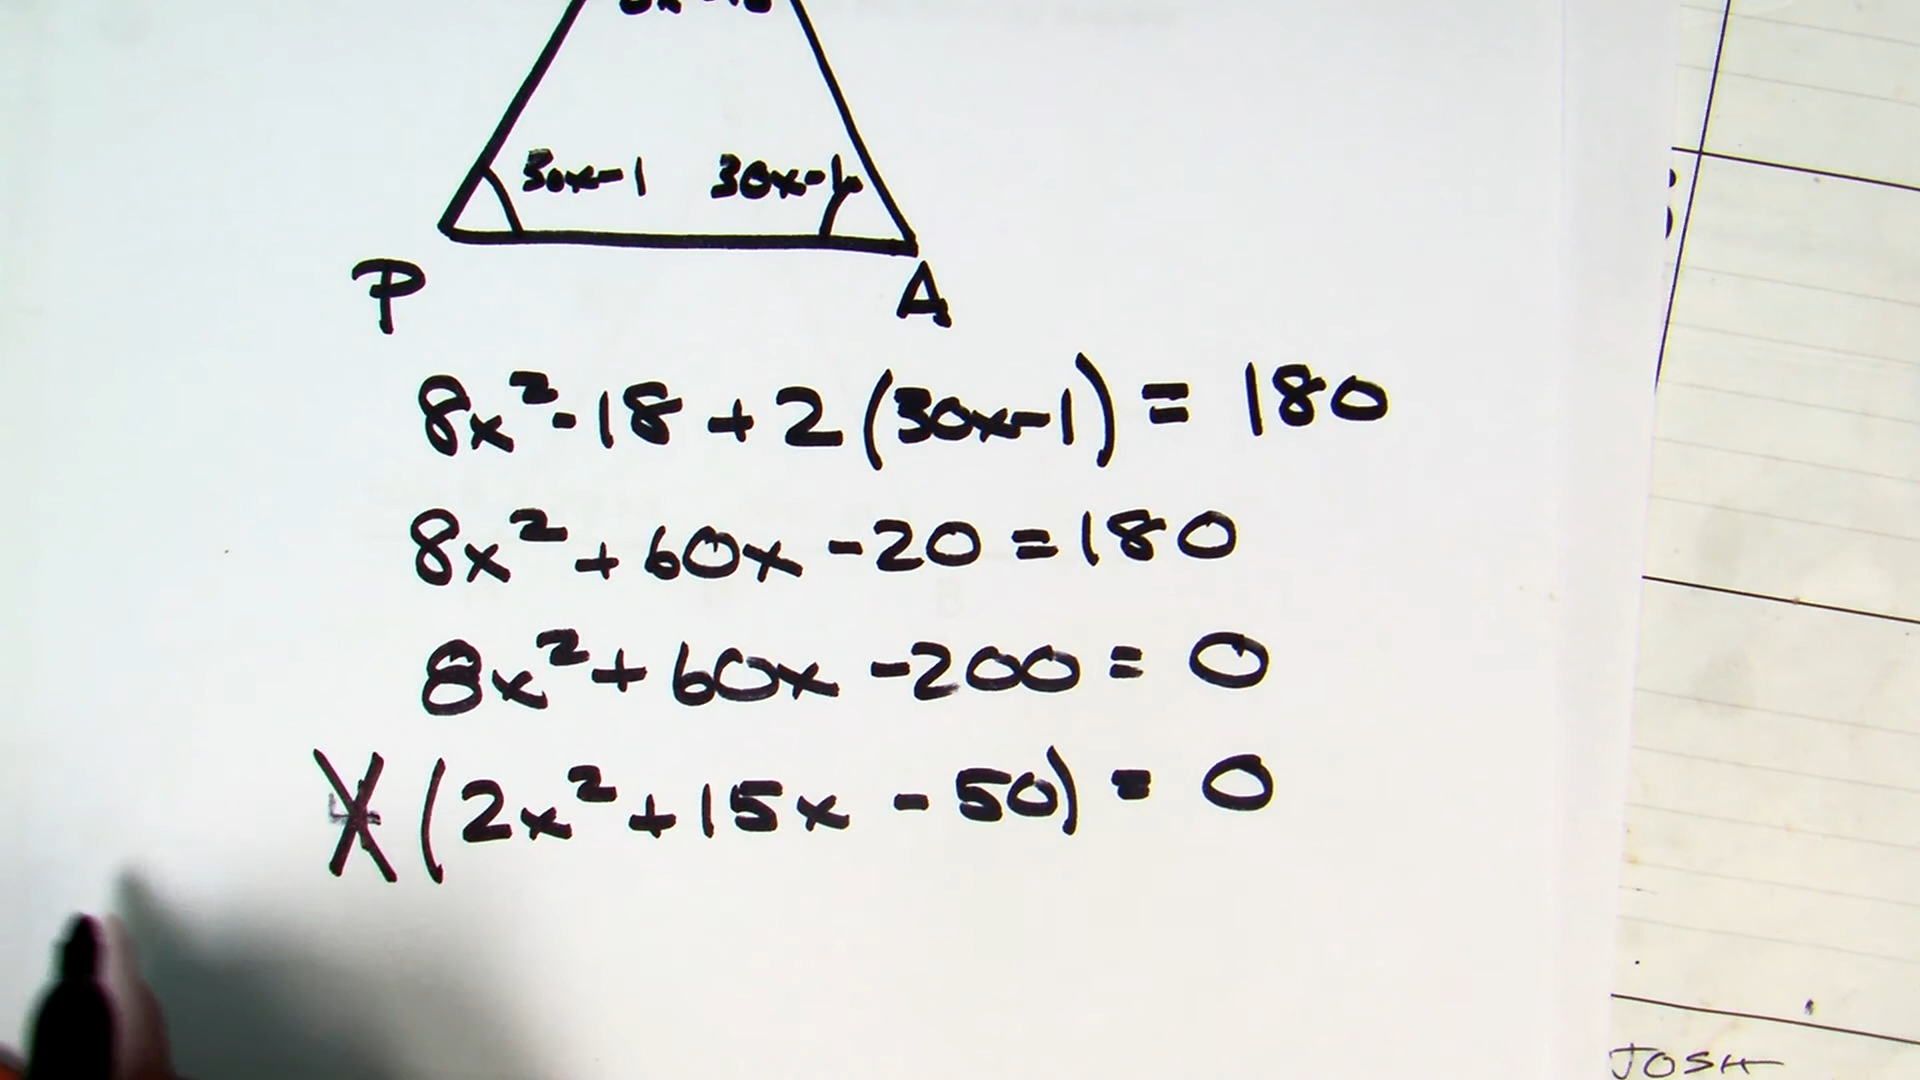 30x-1 30x-1
P A
8x²-18+2(30x-1) = 180
8x²+60x-20=180
8x²+60x-200=0
4(2x²+15x-50)=0
JOSH